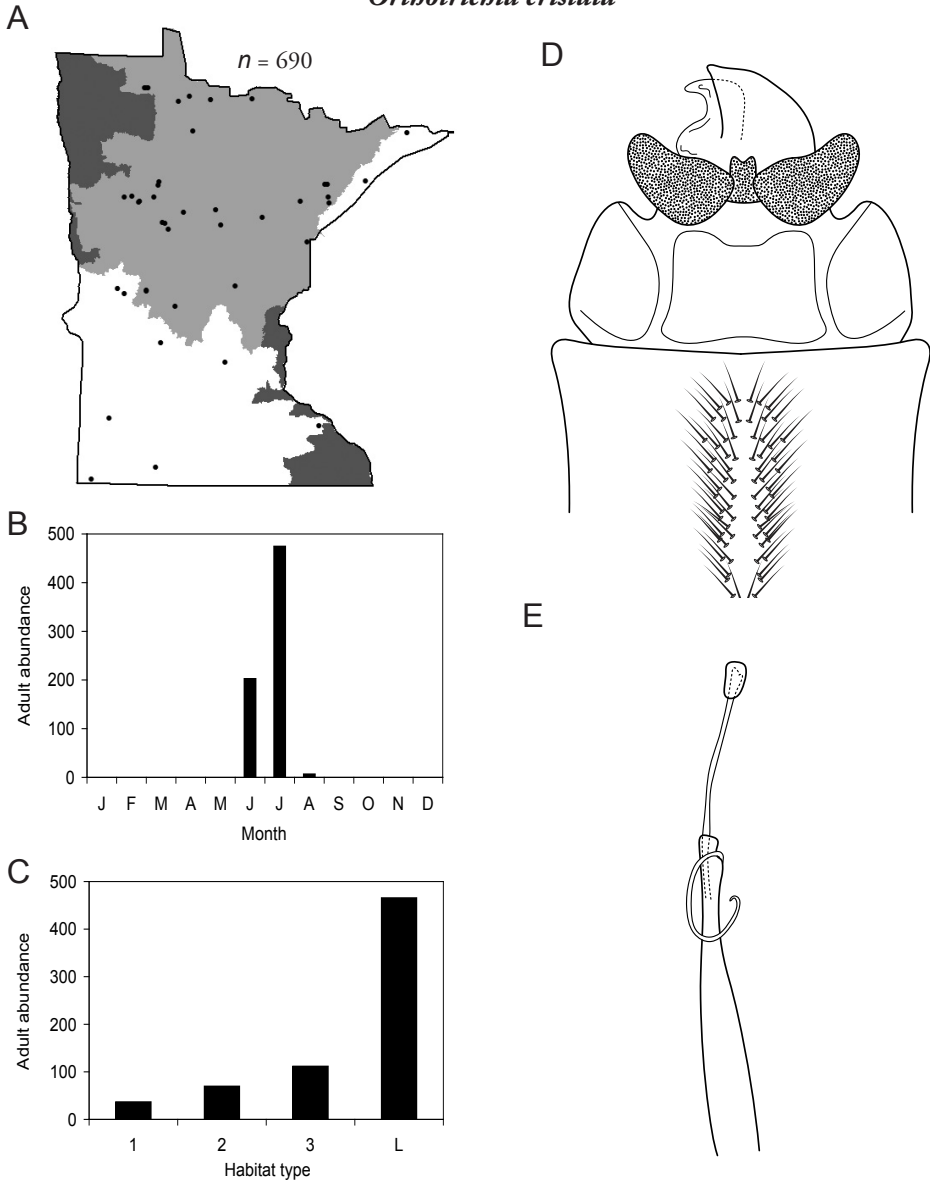 Orthotrichia cristata
A
n = 690
B
500
400
300
200
100
0
Adult abundance
J F M A M J J A S O N D
Month
C
500
400
300
200
100
0
Adult abundance
1 2 3 L
Habitat type
D
E